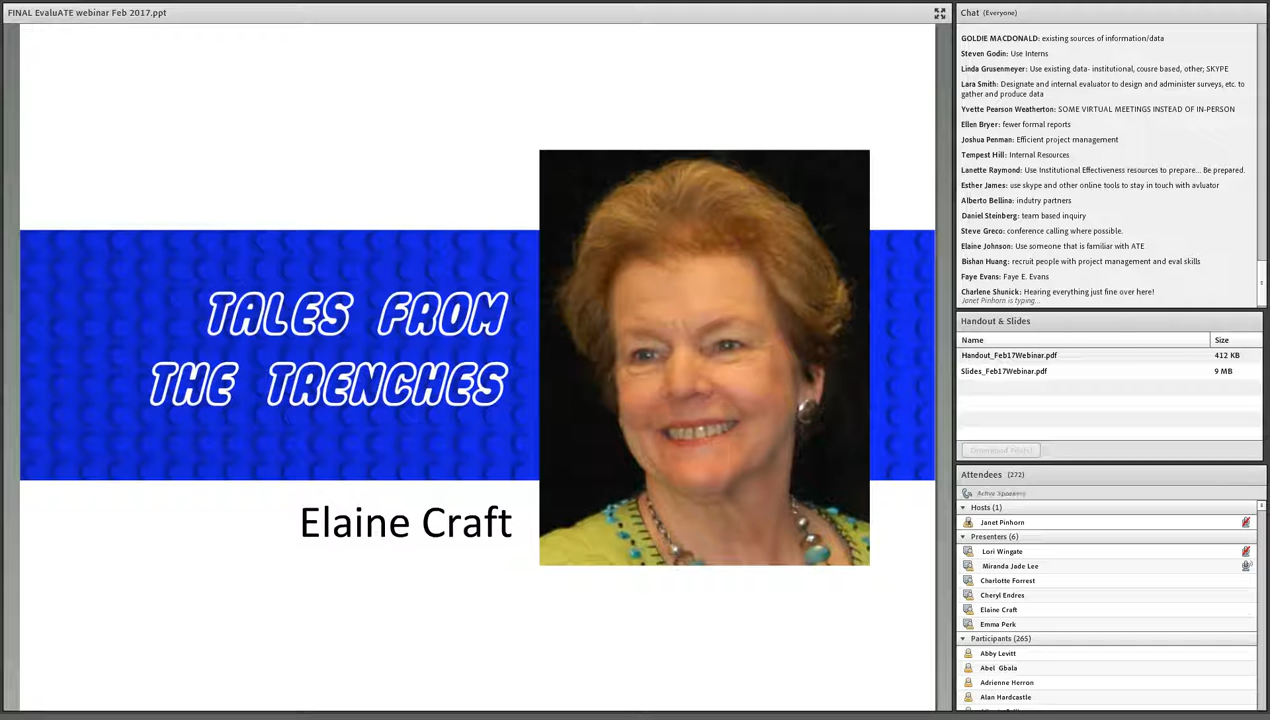 FINAL EvaluATE webinar Feb 2017.ppt
TALES FROM
THE TRENCHES
Elaine Craft
Chat (Everyone)
GOLDIE MACDONALD: existing sources of information/data
Steven Godin: Use Interns
Linda Grusenmeyer: Use existing data- institutional, cousre based, other; SKYPE
Lara Smith: Designate and internal evaluator to design and administer surveys, etc. to
gather and produce data
Yvette Pearson Weatherton: SOME VIRTUAL MEETINGS INSTEAD OF IN-PERSON
Ellen Bryer: fewer formal reports
Joshua Penman: Efficient project management
Tempest Hill: Internal Resources
Lanette Raymond: Use Institutional Effectiveness resources to prepare... Be prepared.
Esther James: use skype and other online tools to stay in touch with avluator
Alberto Bellina: indutry partners
Daniel Steinberg: team based inquiry
Steve Greco: conference calling where possible.
Elaine Johnson: Use someone that is familiar with ATE
Bishan Huang: recruit people with project management and eval skills
Faye Evans: Faye E. Evans
Charlene Shunick: Hearing everything just fine over here!
Janet Pinhorn is typing...
Handout & Slides
Name Size
Handout_Feb17Webinar.pdf 412 KB
Slides_Feb17Webinar.pdf 9 MB
Download File(s)
Attendees (272)
Active Speakers
Hosts (1)
Janet Pinhorn
Presenters (6)
Lori Wingate
Miranda Jade Lee
Charlotte Forrest
Cheryl Endres
Elaine Craft
Emma Perk
Participants (265)
Abby Levitt
Abel Gbala
Adrienne Herron
Alan Hardcastle